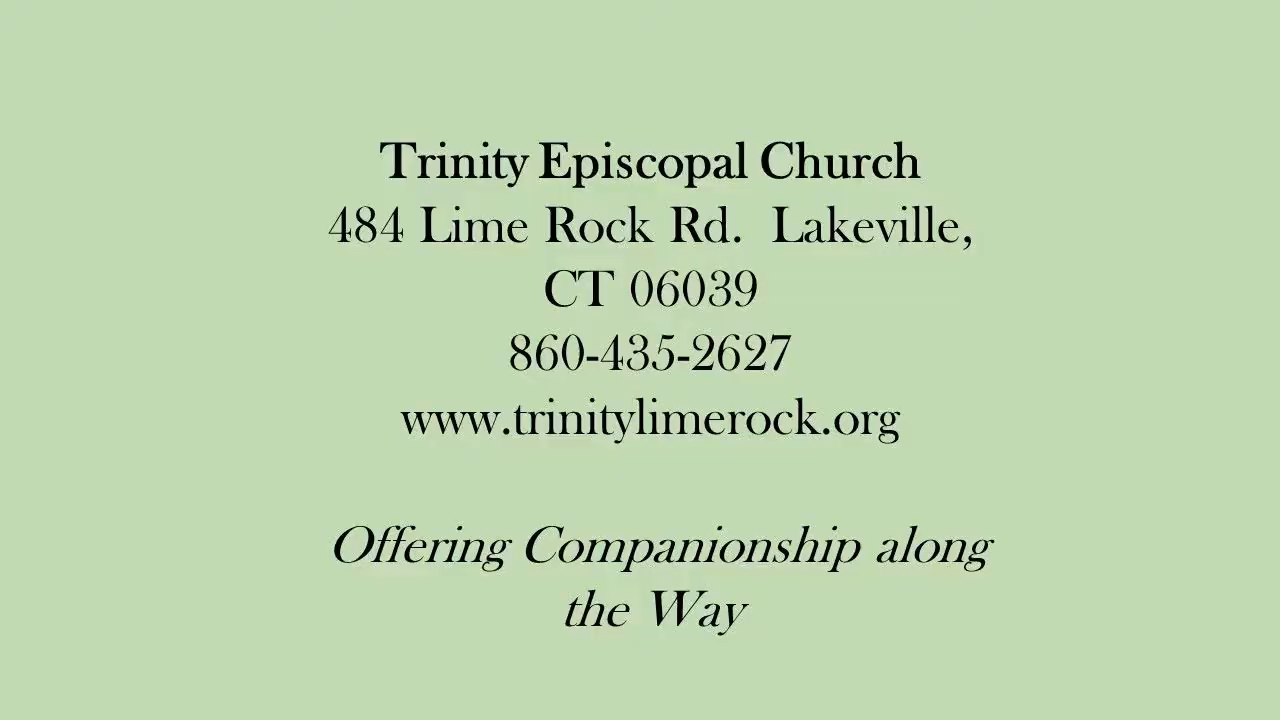 Trinity Episcopal Church
484 Lime Rock Rd.  Lakeville,
CT 06039
860-435-2627
www.trinitylimerock.org
Offering Companionship along
the Way